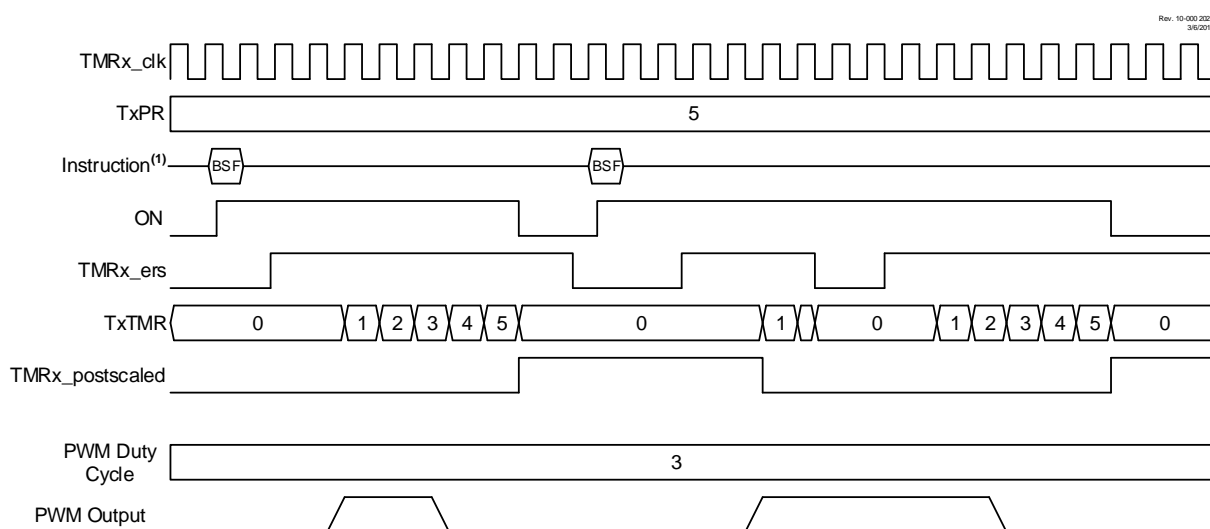 Rev. 10-000 202
3/6/201
TMRx_clk
TxPR 5
Instruction(1) BSF BSF
ON
TMRx_ers
TxTMR 0 1 2 3 4 5 0 1 0 1 2 3 4 5 0
TMRx_postscaled
PWM Duty
Cycle 3
PWM Output